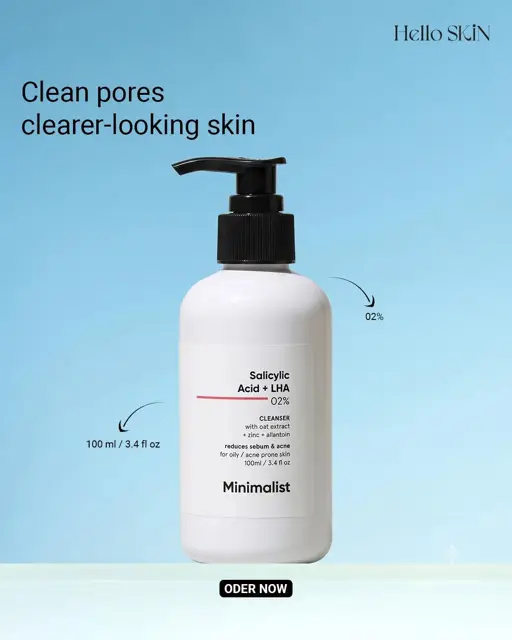 Hello SKiN
Clean pores
clearer-looking skin
02%
Salicylic
Acid + LHA
02%
CLEANSER
with oat extract
+ zinc + allantoin
reduces sebum & acne
for oily / acne prone skin
100ml / 3.4 fl oz
100 ml / 3.4 fl oz
Minimalist
ODER NOW